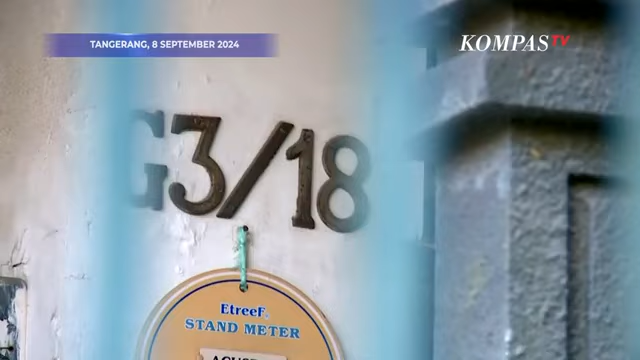 TANGERANG, 8 SEPTEMBER 2024
KOMPASTV
G3/18
EtreeF
STAND METER